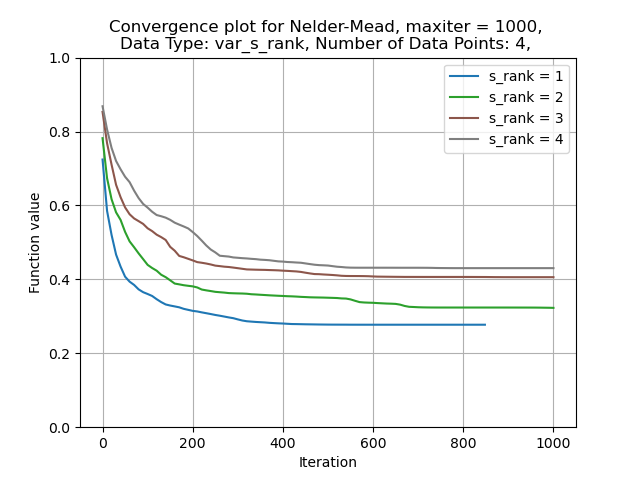 Convergence plot for Nelder-Mead, maxiter = 1000,
Data Type: var_s_rank, Number of Data Points: 4,
1.0
0.8
0.6
0.4
0.2
0.0
Function value
s_rank = 1
s_rank = 2
s_rank = 3
s_rank = 4
0 200 400 600 800 1000
Iteration